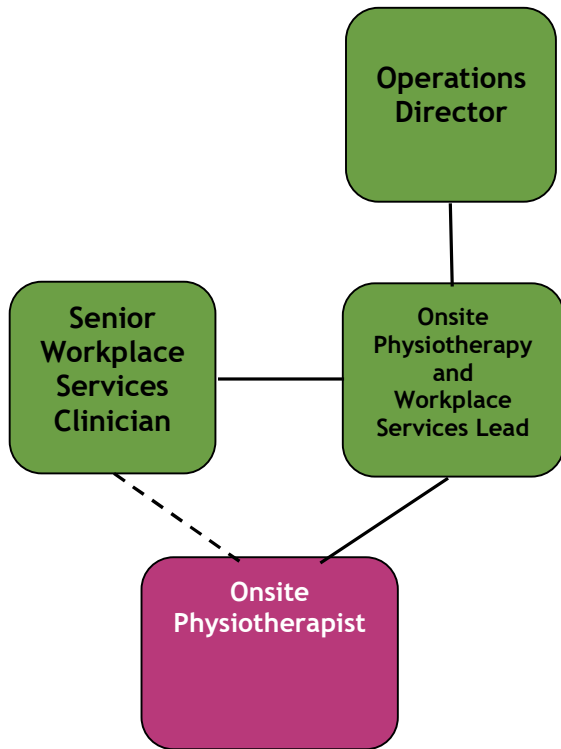 Operations
Director
Senior
Workplace
Services
Clinician
Onsite
Physiotherapy
and
Workplace
Services Lead
Onsite
Physiotherapist